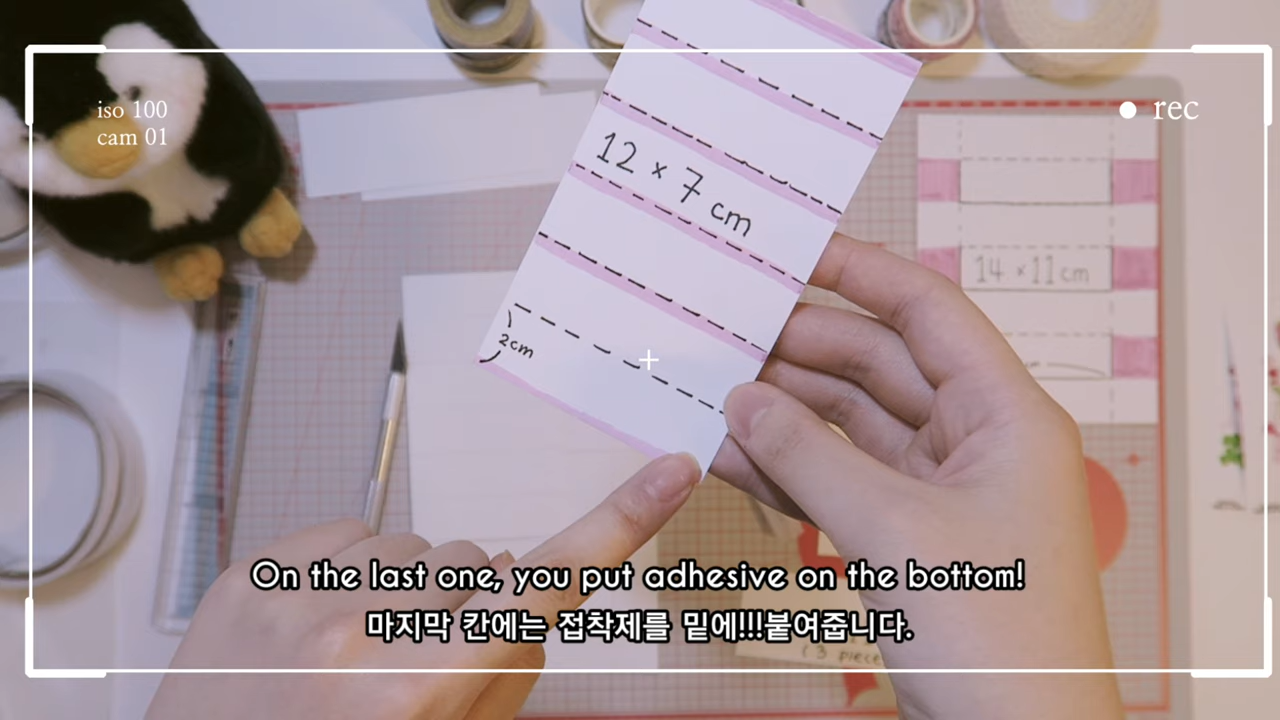 iso 100
cam 01
rec
12 x 7 cm
2cm
14 x 11 cm
On the last one, you put adhesive on the bottom!
마지막 칸에는 접착제를 밑에!!!붙여줍니다.
(3 piece